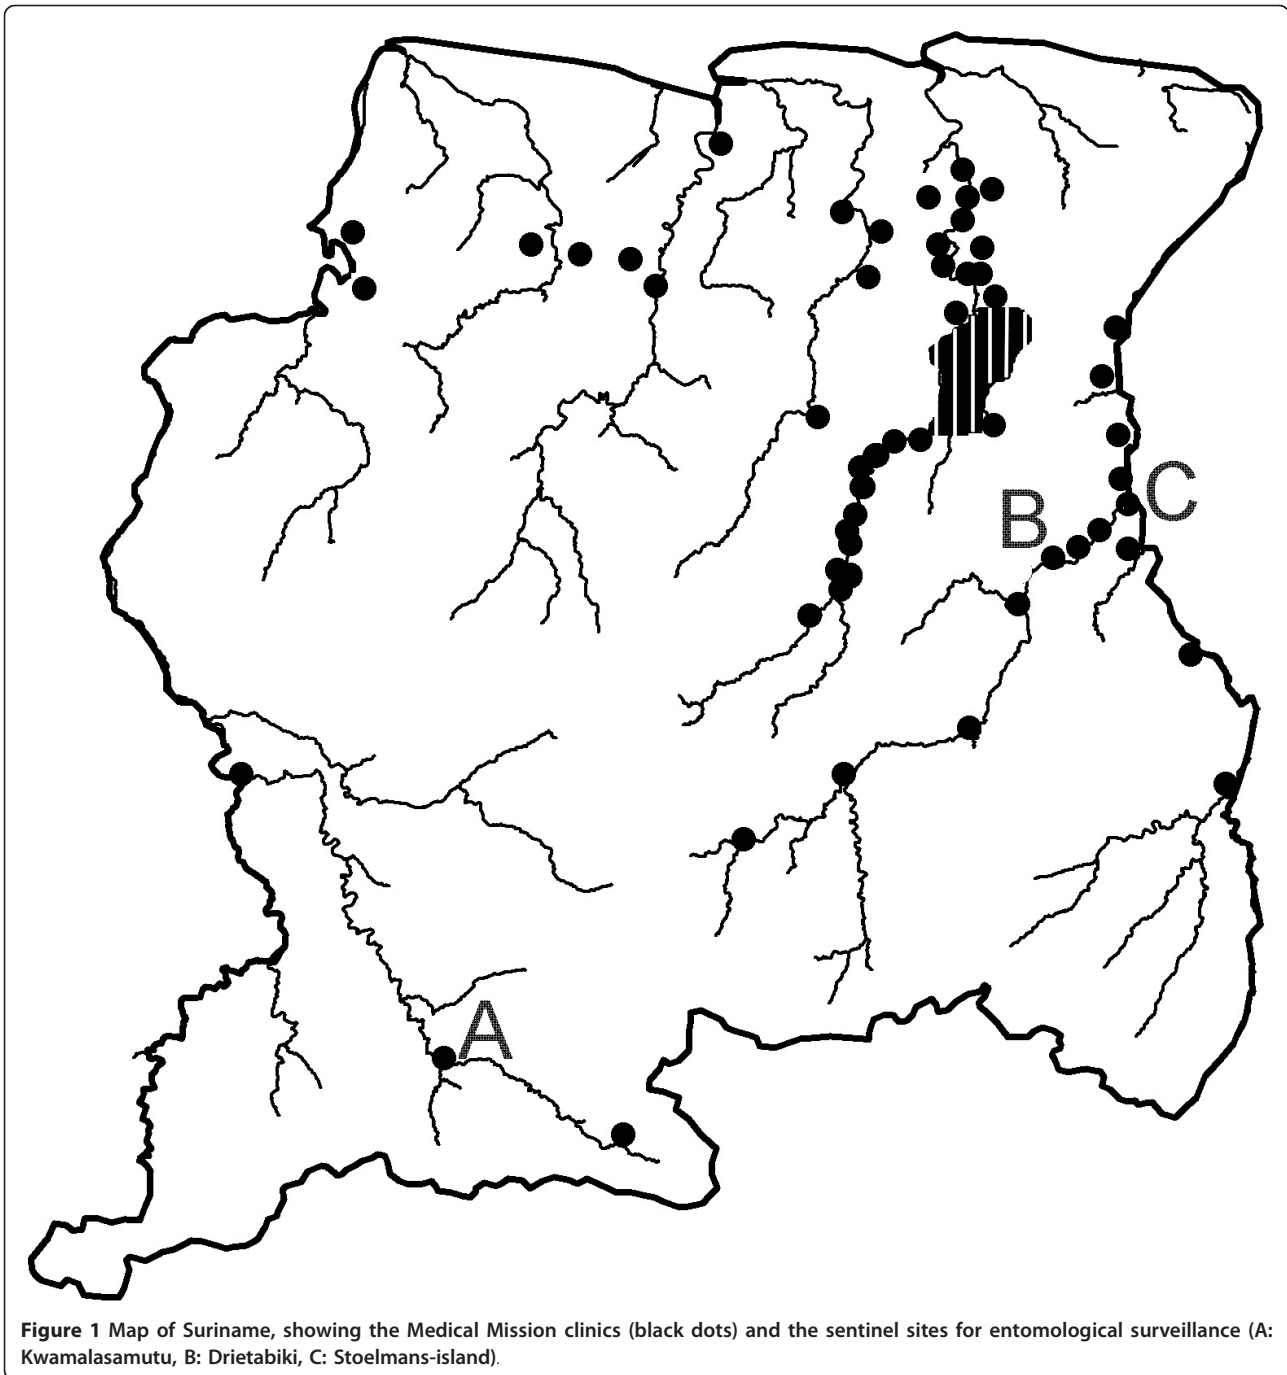 B
C
A
Figure 1 Map of Suriname, showing the Medical Mission clinics (black dots) and the sentinel sites for entomological surveillance (A:
Kwamalasamutu, B: Drietabiki, C: Stoelmans-island).